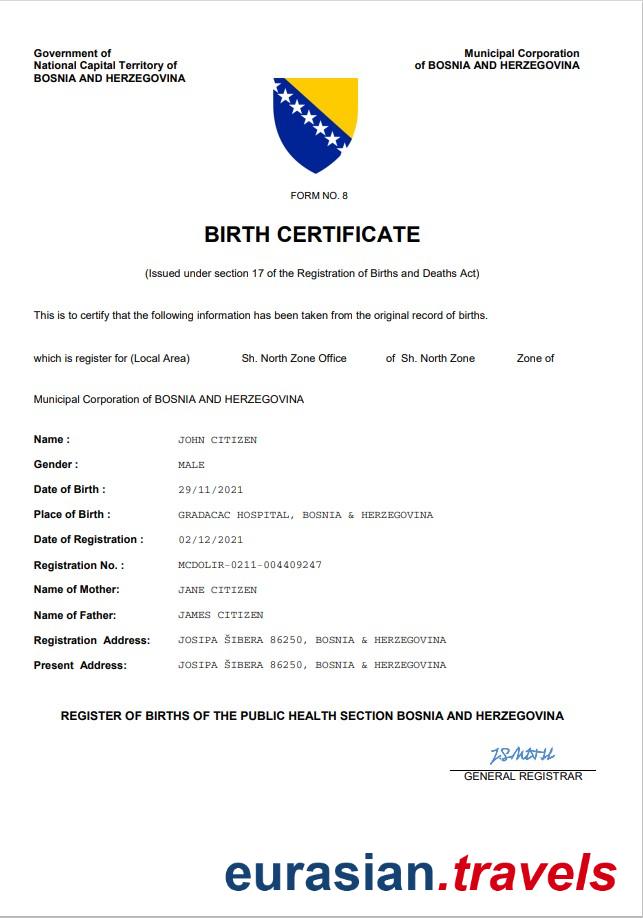 Government of
National Capital Territory of
BOSNIA AND HERZEGOVINA
Municipal Corporation
of BOSNIA AND HERZEGOVINA
FORM NO. 8
BIRTH CERTIFICATE
(Issued under section 17 of the Registration of Births and Deaths Act)
This is to certify that the following information has been taken from the original record of births.
which is register for (Local Area) Sh. North Zone Office of Sh. North Zone Zone of
Municipal Corporation of BOSNIA AND HERZEGOVINA
Name : JOHN CITIZEN
Gender : MALE
Date of Birth : 29/11/2021
Place of Birth : GRADACAC HOSPITAL, BOSNIA & HERZEGOVINA
Date of Registration : 02/12/2021
Registration No. : MCDOLIR-0211-004409247
Name of Mother: JANE CITIZEN
Name of Father: JAMES CITIZEN
Registration Address: JOSIPA ŠIBERA 86250, BOSNIA & HERZEGOVINA
Present Address: JOSIPA ŠIBERA 86250, BOSNIA & HERZEGOVINA
REGISTER OF BIRTHS OF THE PUBLIC HEALTH SECTION BOSNIA AND HERZEGOVINA
GENERAL REGISTRAR
eurasian.travels